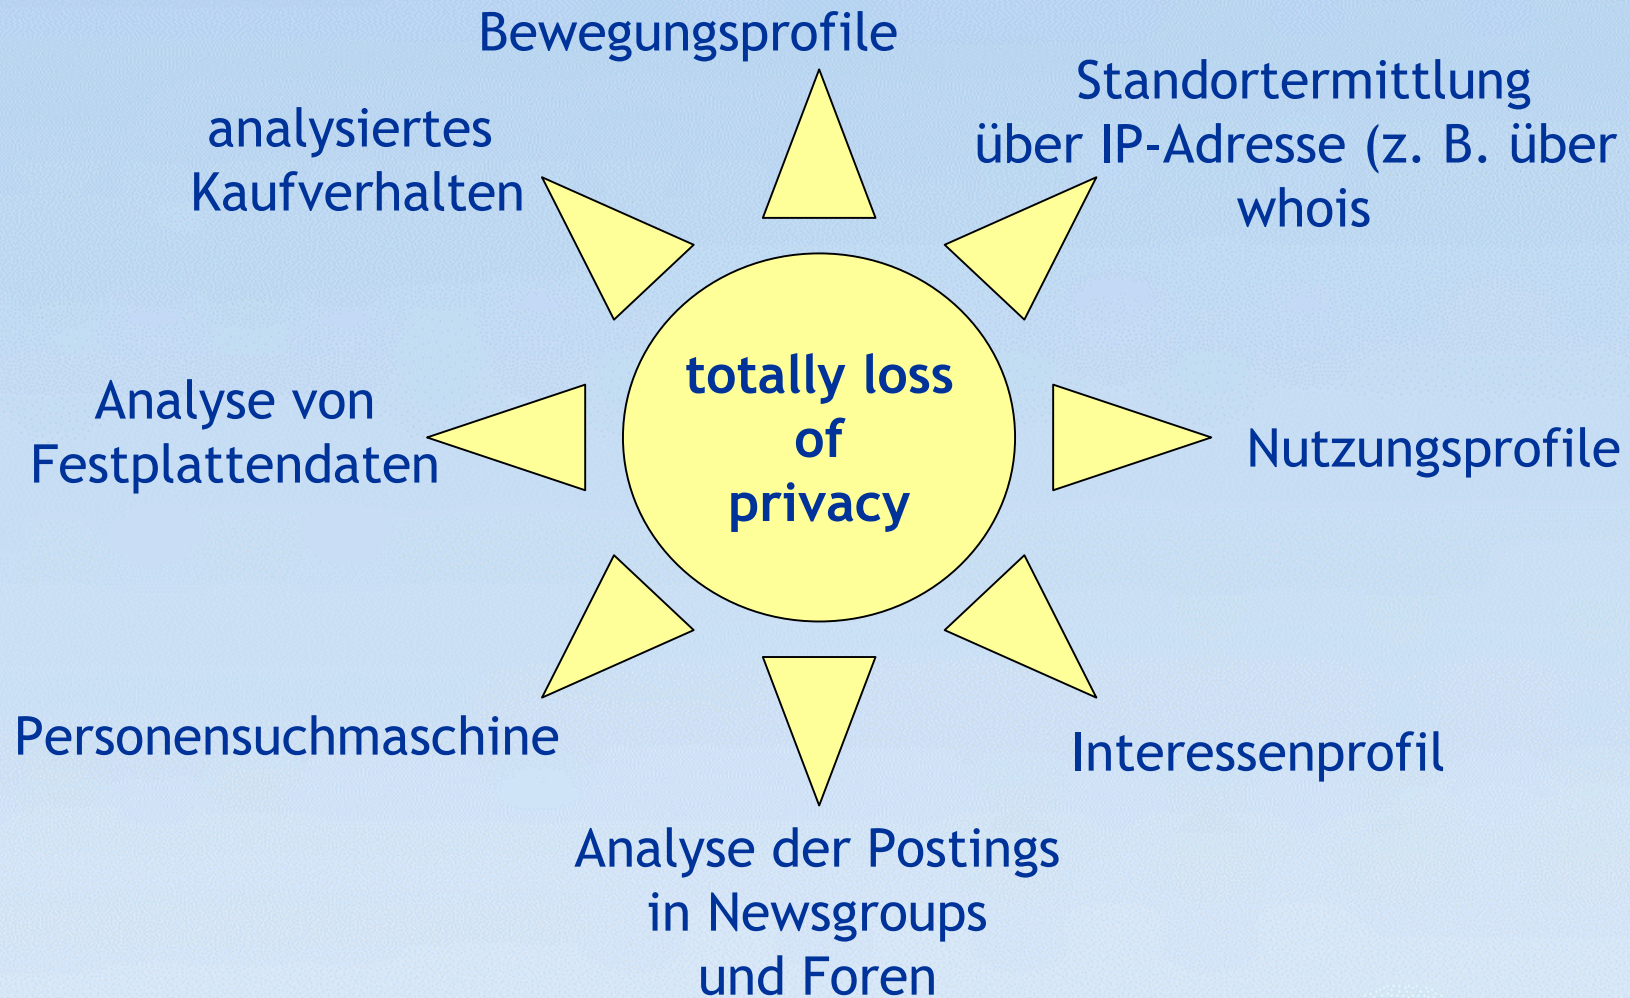 Bewegungsprofile
Standortermittlung
über IP-Adresse (z. B. über
whois
analysiertes
Kaufverhalten
totally loss
of
privacy
Analyse von
Festplattendaten
Nutzungsprofile
Personensuchmaschine
Interessenprofil
Analyse der Postings
in Newsgroups
und Foren